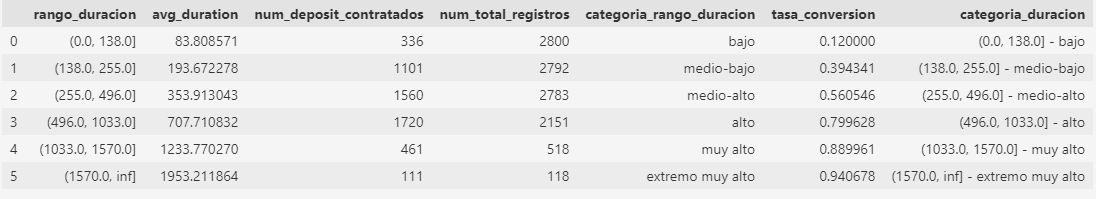 rango_duracion avg_duration num_deposit_contratados num_total_registros categoria_rango_duracion tasa_conversion categoria_duracion
0 (0.0, 138.0] 83.808571 336 2800 bajo 0.120000 (0.0, 138.0] - bajo
1 (138.0, 255.0] 193.672278 1101 2792 medio-bajo 0.394341 (138.0, 255.0] - medio-bajo
2 (255.0, 496.0] 353.913043 1560 2783 medio-alto 0.560546 (255.0, 496.0] - medio-alto
3 (496.0, 1033.0] 707.710832 1720 2151 alto 0.799628 (496.0, 1033.0] - alto
4 (1033.0, 1570.0] 1233.770270 461 518 muy alto 0.889961 (1033.0, 1570.0] - muy alto
5 (1570.0, inf] 1953.211864 111 118 extremo muy alto 0.940678 (1570.0, inf] - extremo muy alto